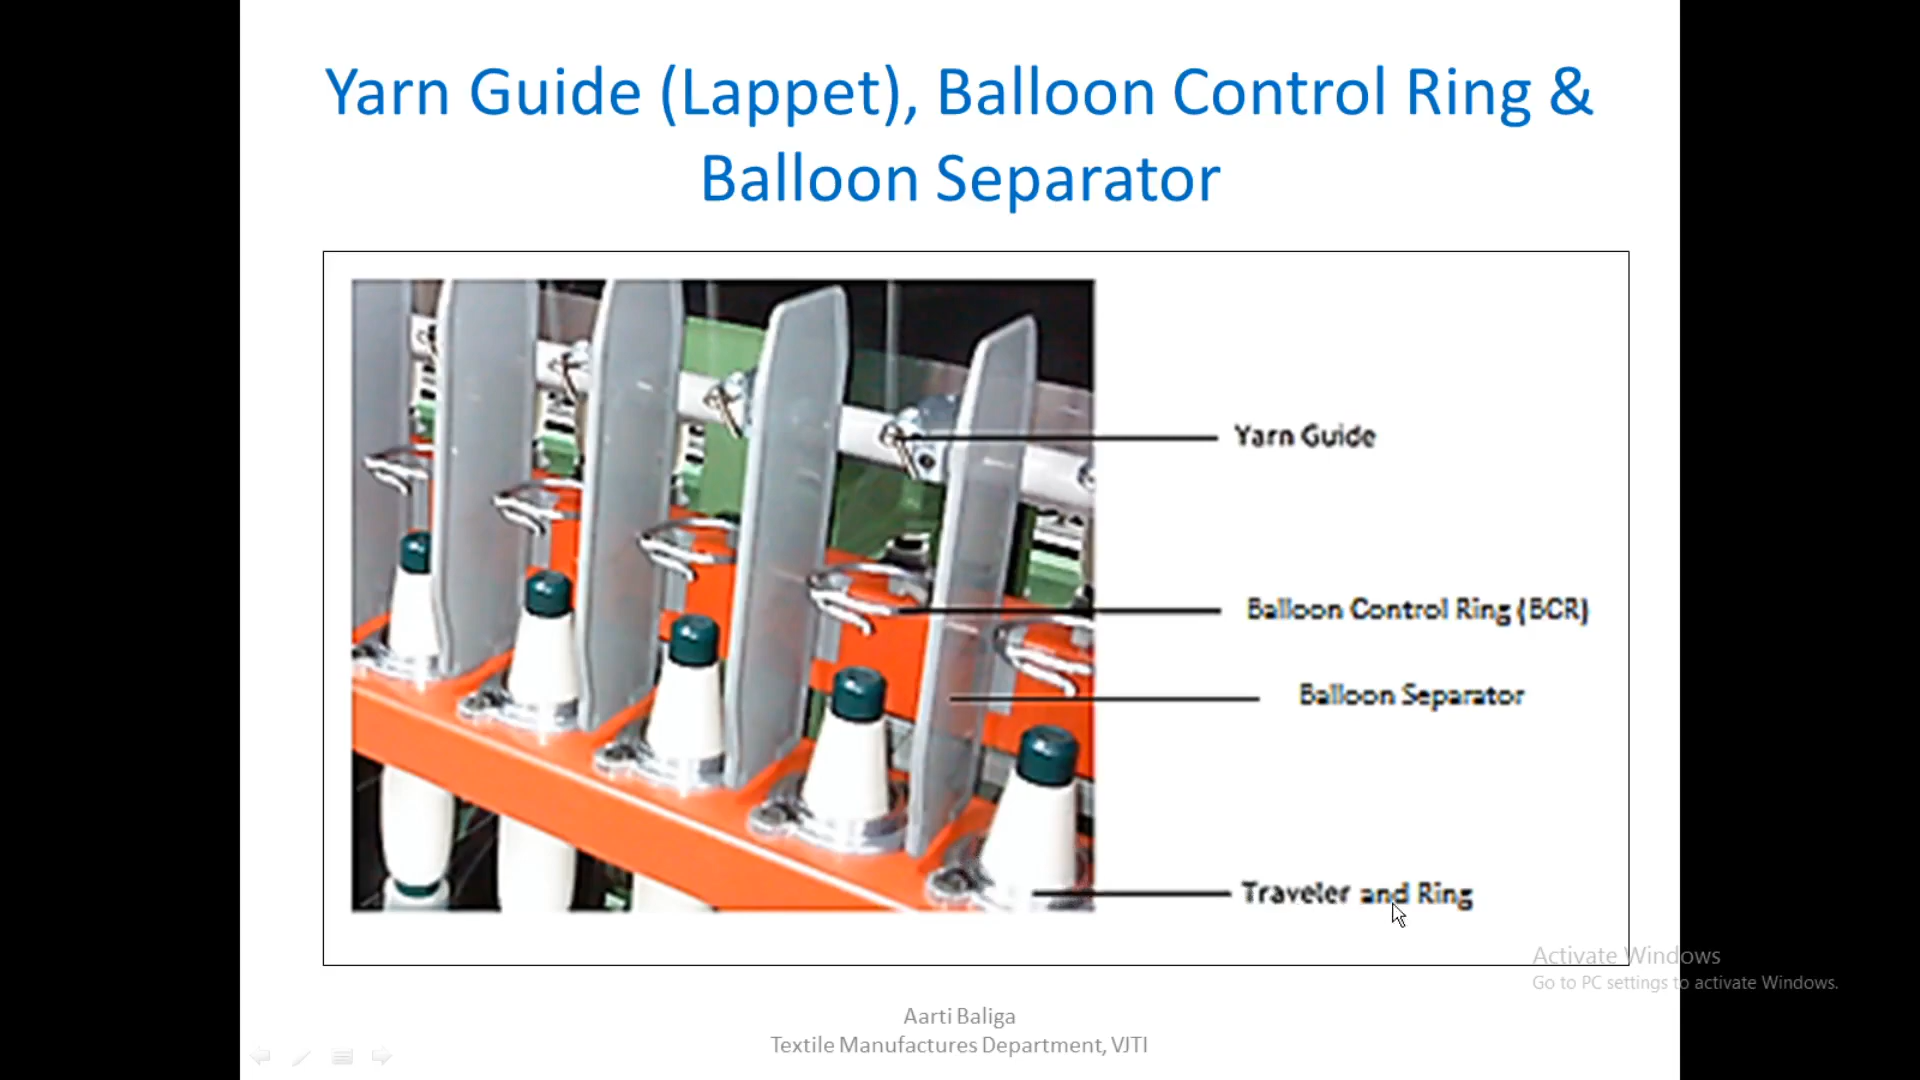 Yarn Guide (Lappet), Balloon Control Ring &
Balloon Separator
Yarn Guide
Balloon Control Ring (BCR)
Balloon Separator
Traveler and Ring
Activate Windows
Go to PC settings to activate Windows.
Aarti Baliga
Textile Manufactures Department, VJTI